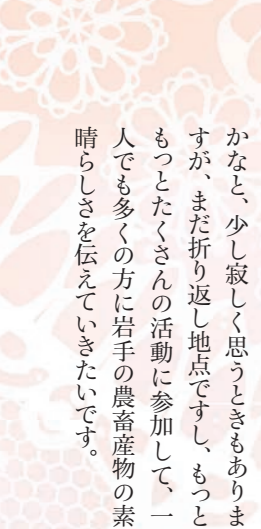 かなと、少し寂しく思うときもありま
すが、まだ折り返し地点ですし、もっと
もっとたくさんの活動に参加して、一
人でも多くの方に岩手の農畜産物の素
晴らしさを伝えていきたいです。